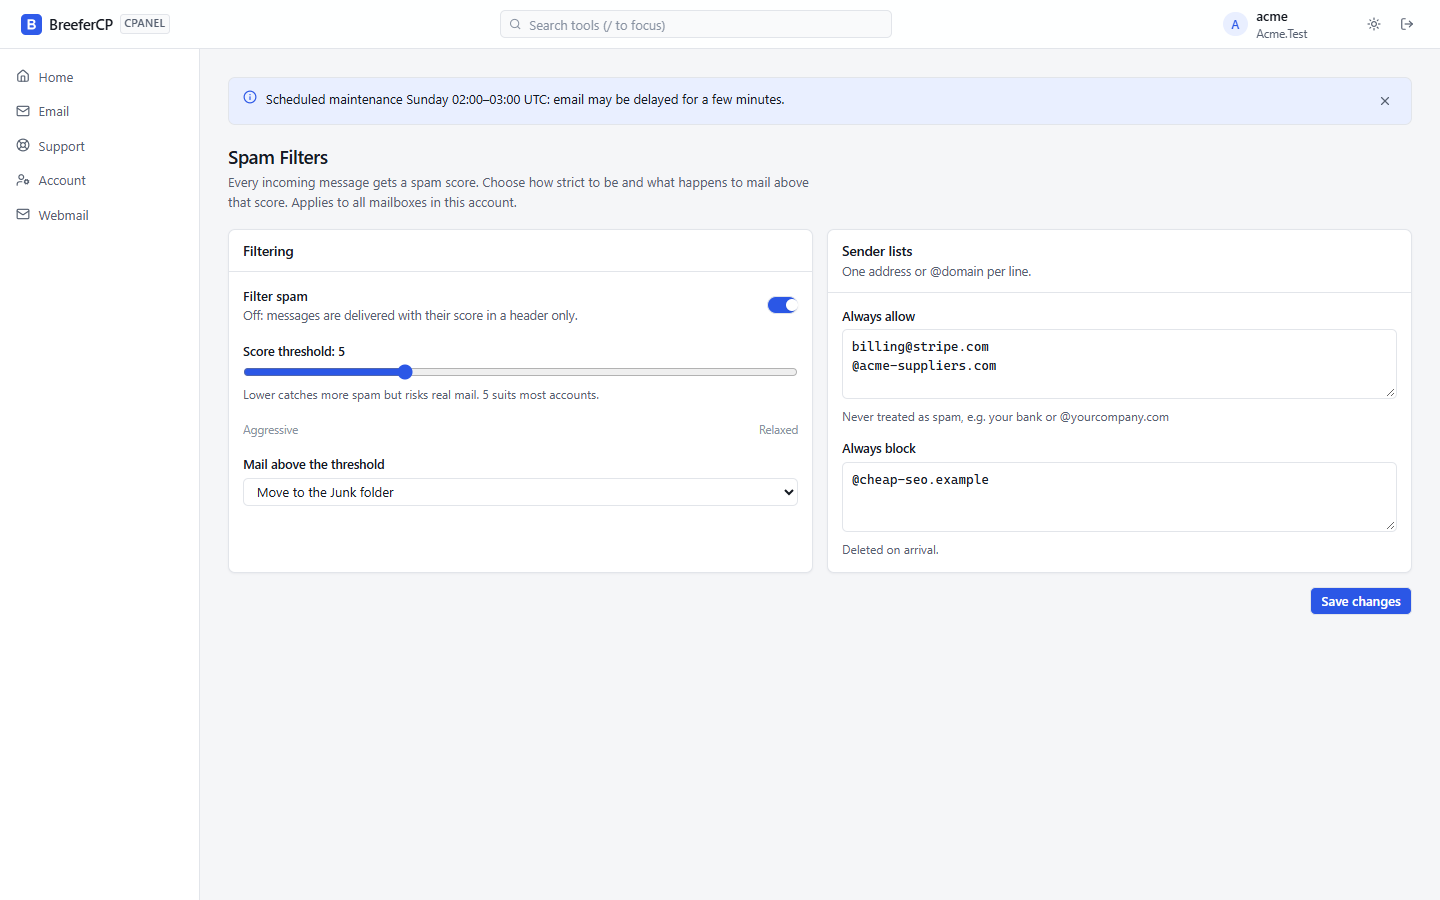 B BreeferCP CPANEL
Search tools (/ to focus)
A
acme
Acme.Test
Home
Email
Support
Account
Webmail
Scheduled maintenance Sunday 02:00–03:00 UTC: email may be delayed for a few minutes.
Spam Filters
Every incoming message gets a spam score. Choose how strict to be and what happens to mail above
that score. Applies to all mailboxes in this account.
Filtering
Filter spam
Off: messages are delivered with their score in a header only.
Score threshold: 5
Lower catches more spam but risks real mail. 5 suits most accounts.
Aggressive
Relaxed
Mail above the threshold
Move to the Junk folder
Sender lists
One address or @domain per line.
Always allow
billing@stripe.com
@acme-suppliers.com
Never treated as spam, e.g. your bank or @yourcompany.com
Always block
@cheap-seo.example
Deleted on arrival.
Save changes